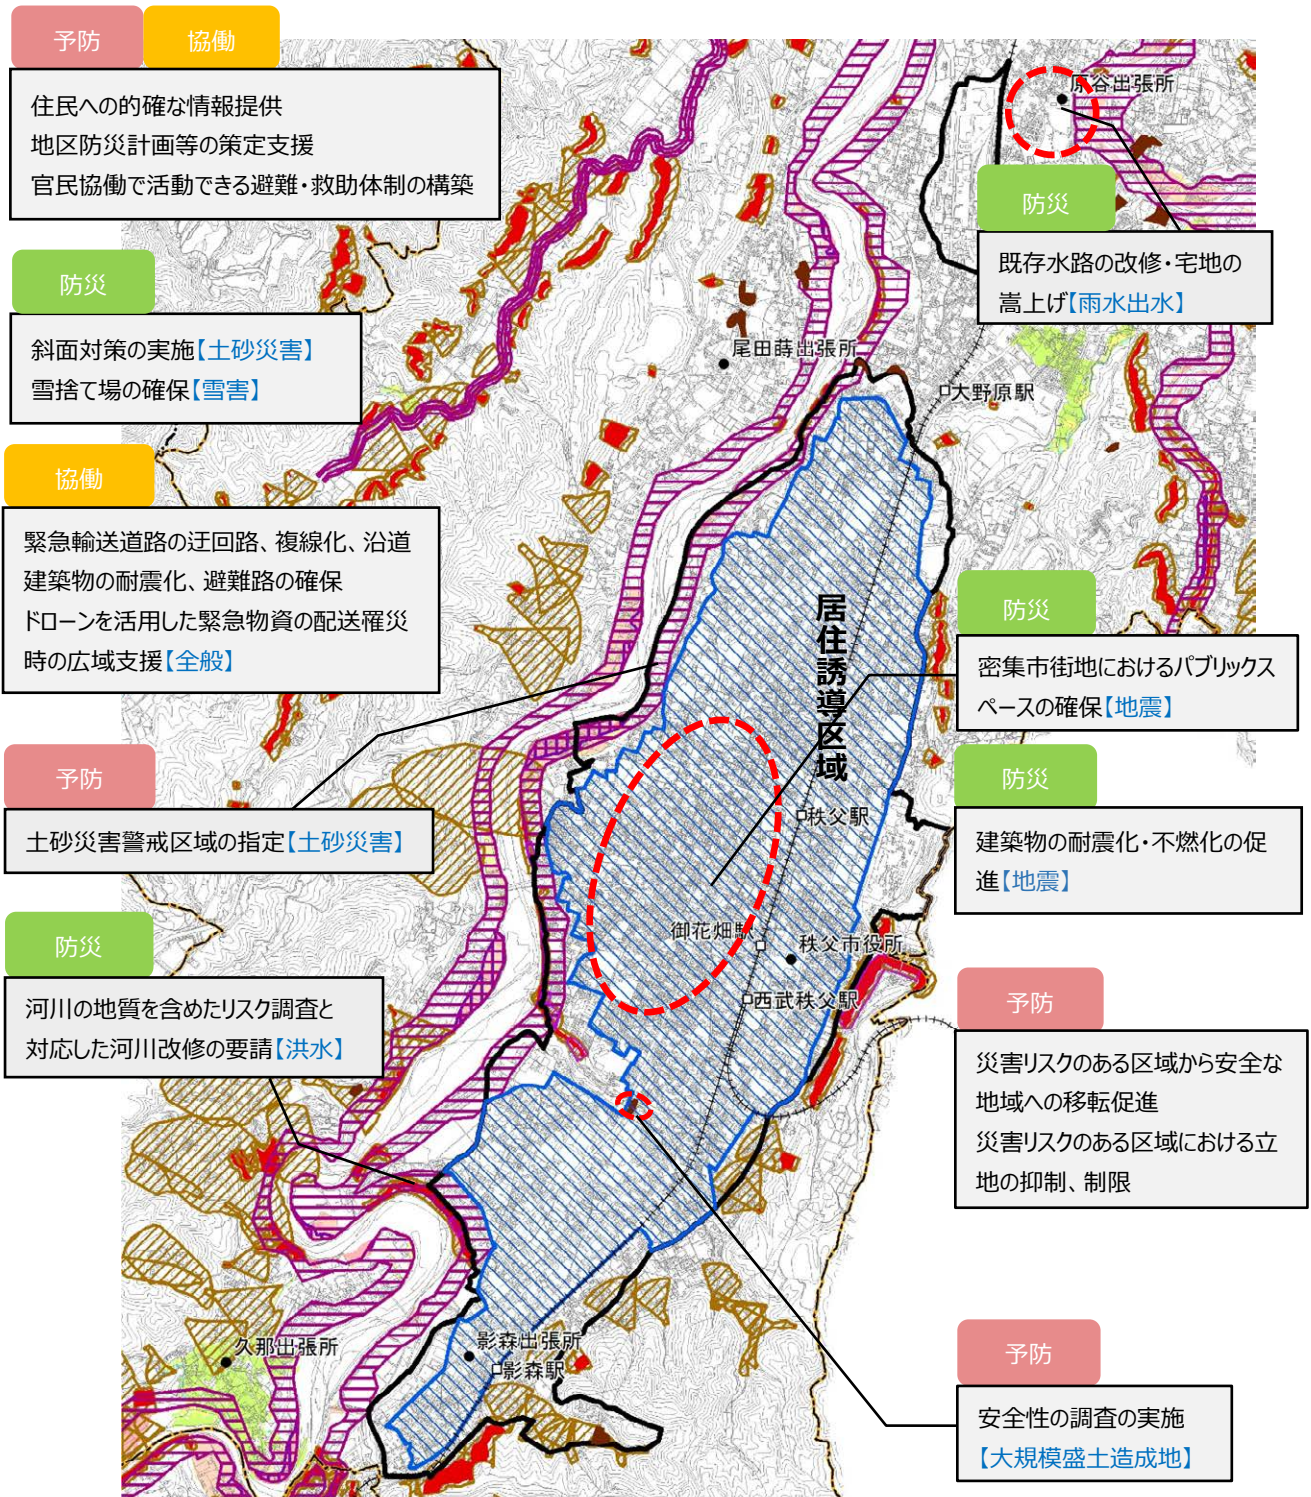 予防
協働
住民への的確な情報提供
地区防災計画等の策定支援
官民協働で活動できる避難・救助体制の構築
防災
斜面対策の実施【土砂災害】
雪捨て場の確保【雪害】
協働
緊急輸送道路の迂回路、複線化、沿道
建築物の耐震化、避難路の確保
ドローンを活用した緊急物資の配送罹災
時の広域支援【全般】
予防
土砂災害警戒区域の指定【土砂災害】
防災
河川の地質を含めたリスク調査と
対応した河川改修の要請【洪水】
原谷出張所
防災
既存水路の改修・宅地の
嵩上げ【雨水出水】
尾田蒔出張所
大野原駅
居住誘導区域
防災
密集市街地におけるパブリックス
ペースの確保【地震】
防災
建築物の耐震化・不燃化の促
進【地震】
秩父駅
御花畑駅
秩父市役所
西武秩父駅
予防
災害リスクのある区域から安全な
地域への移転促進
災害リスクのある区域における立
地の抑制、制限
久那出張所
影森出張所
影森駅
予防
安全性の調査の実施
【大規模盛土造成地】